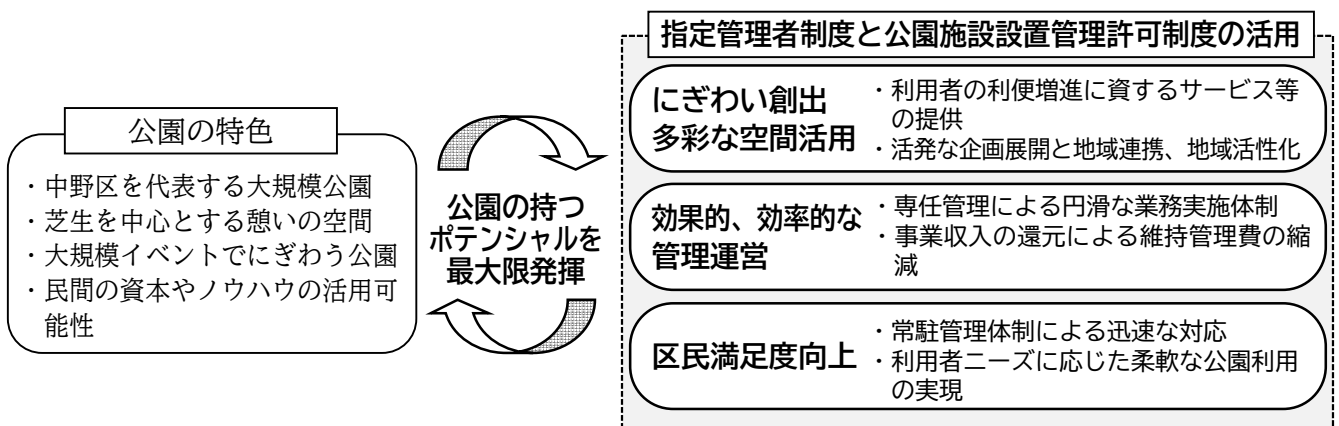 指定管理者制度と公園施設設置管理許可制度の活用
公園の特色
・中野区を代表する大規模公園
・芝生を中心とする憩いの空間
・大規模イベントでにぎわう公園
・民間の資本やノウハウの活用可
能性
公園の持つ
ポテンシャルを
最大限発揮
にぎわい創出
多彩な空間活用
・利用者の利便増進に資するサービス等
の提供
・活発な企画展開と地域連携、地域活性化
効果的、効率的な
管理運営
・専任管理による円滑な業務実施体制
・事業収入の還元による維持管理費の縮
減
区民満足度向上
・常駐管理体制による迅速な対応
・利用者ニーズに応じた柔軟な公園利用
の実現